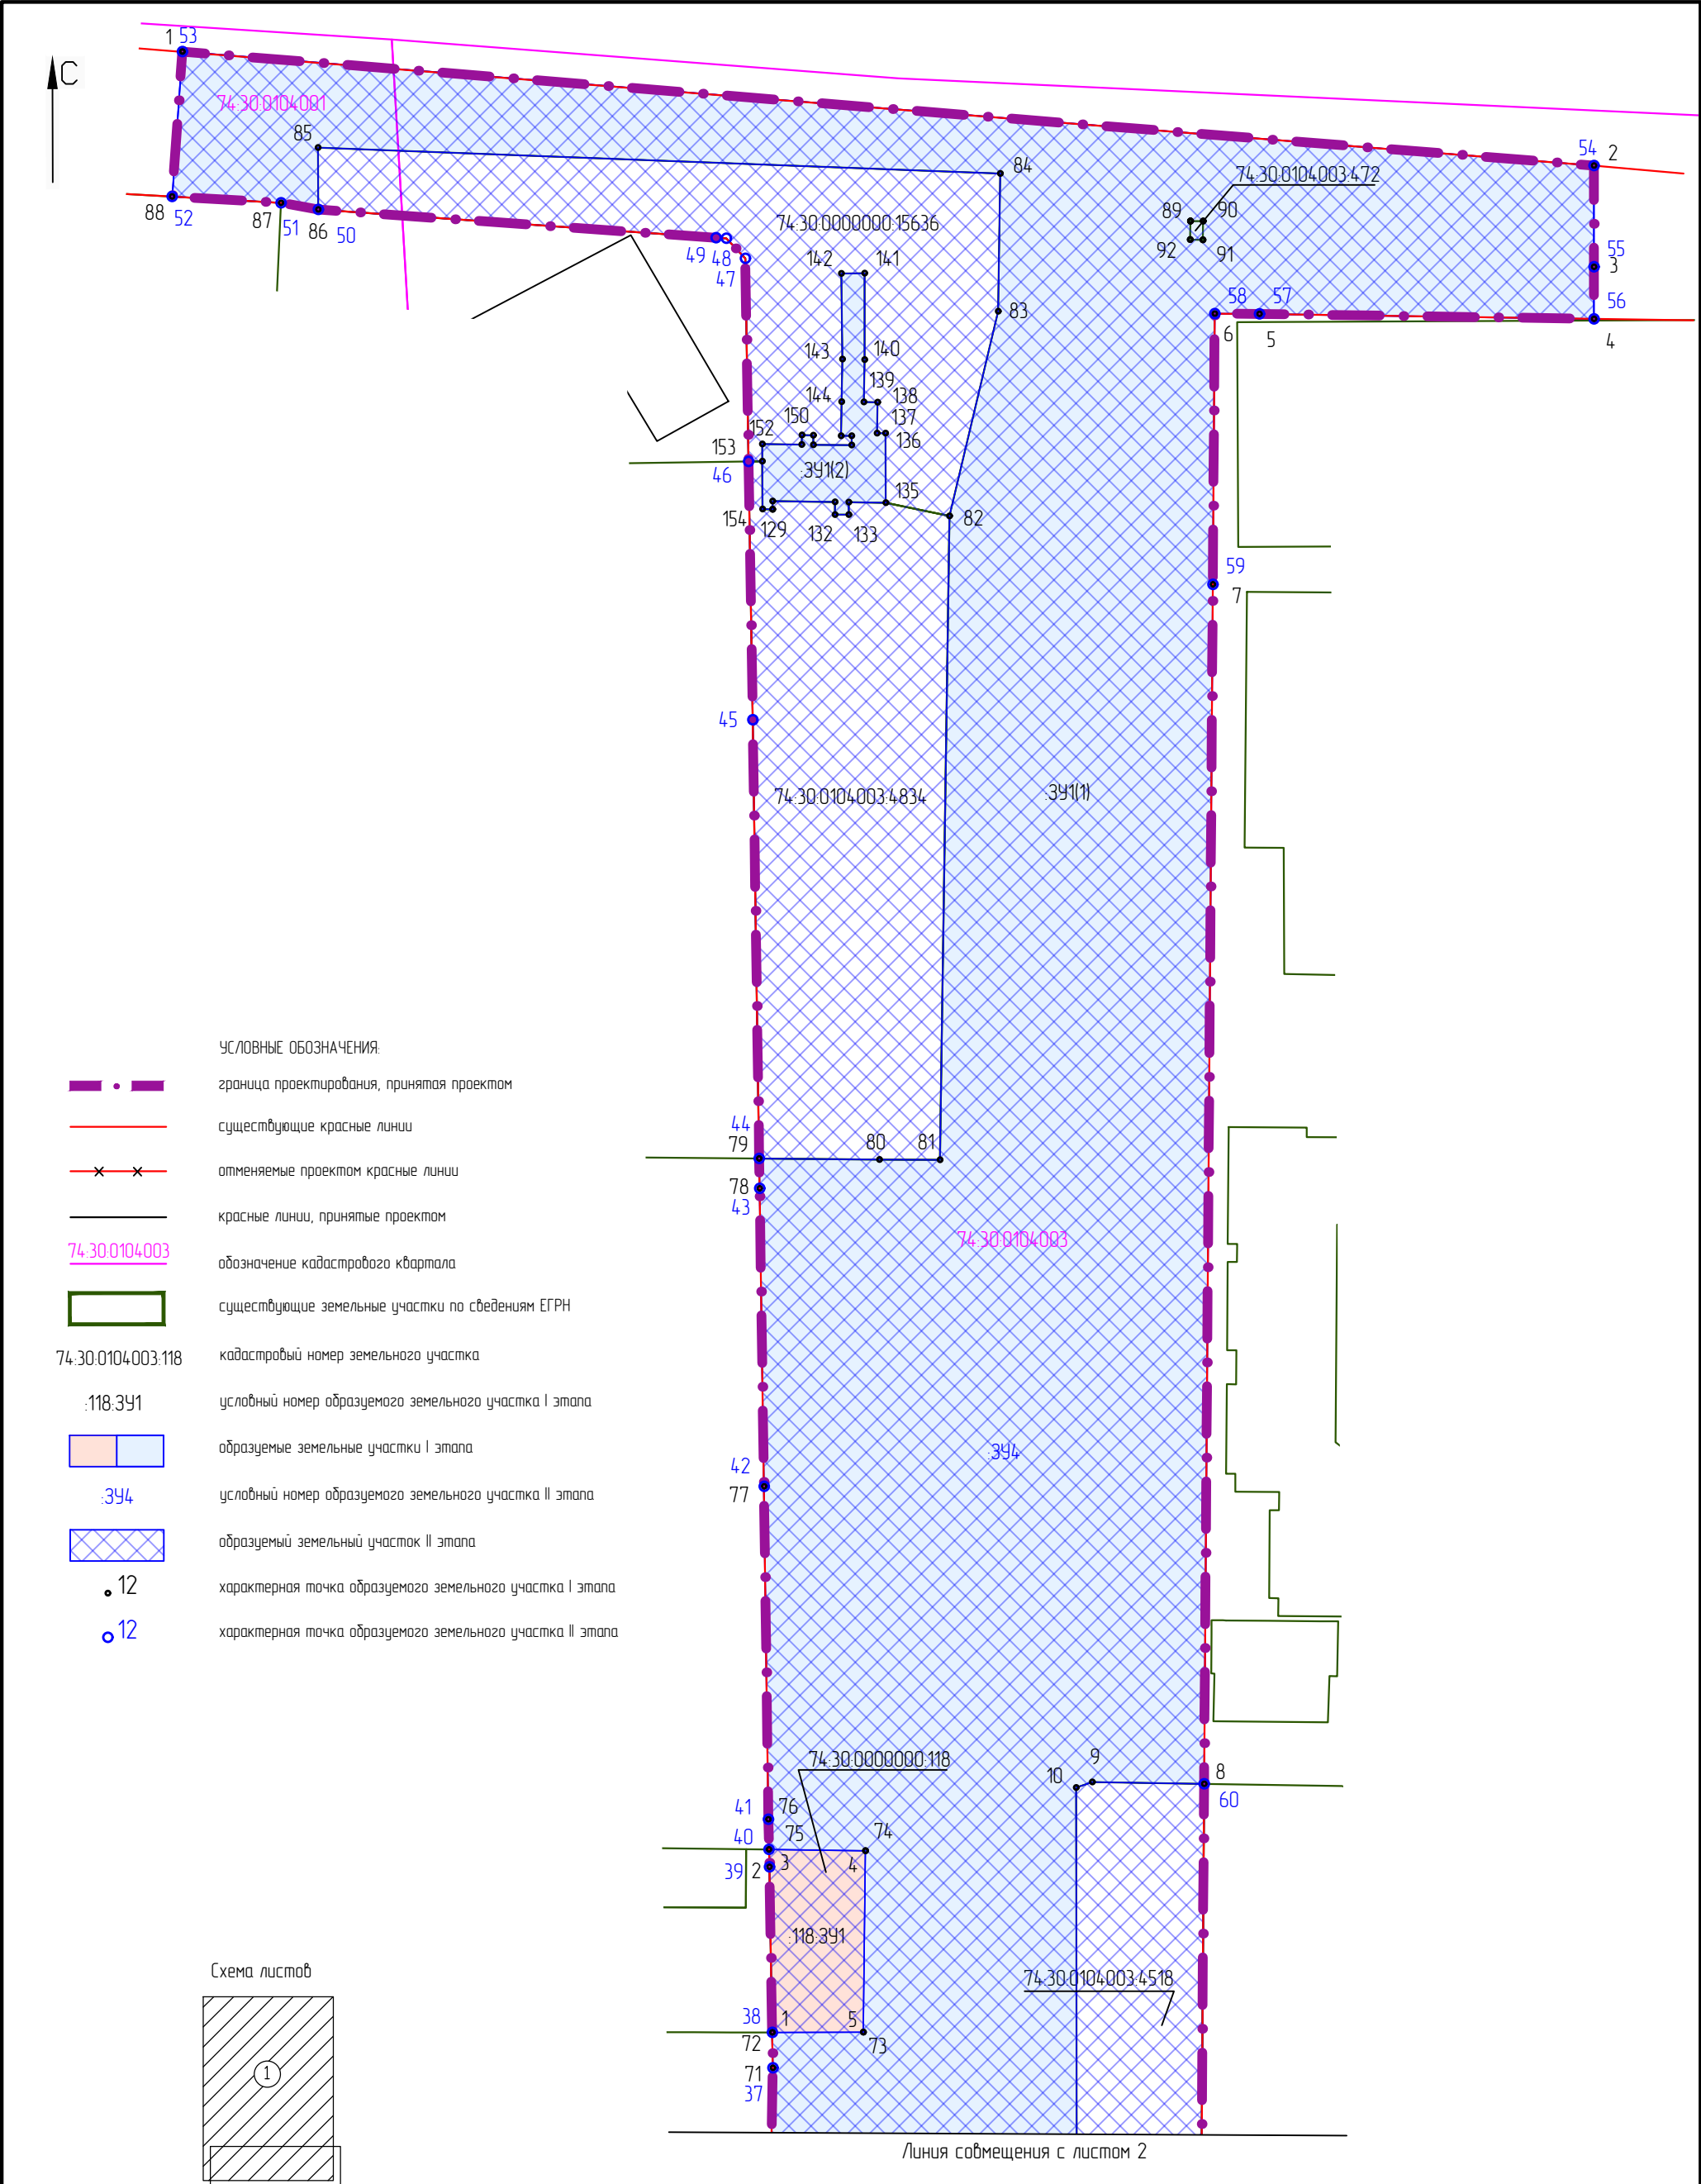 1 53
С
74:30:0104001
85
84
54 2
74:30:0104003:472
89 90
92 91
88 52
87 51
86 50
74:30:0000000:15636
49 48
47
142 141
55
3
58 57
56
83
6 5
4
143 140
139
144 138
150 137
152
136
153
46
:ЗУ1(2)
135
154 129
132 133
82
59
7
45
74:30:0104003:4834
:ЗУ1(1)
УСЛОВНЫЕ ОБОЗНАЧЕНИЯ:
граница проектирования, принятая проектом
существующие красные линии
отменяемые проектом красные линии
красные линии, принятые проектом
74:30:0104003
обозначение кадастрового квартала
существующие земельные участки по сведениям ЕГРН
74:30:0104003:118
кадастровый номер земельного участка
:118:ЗУ1
условный номер образуемого земельного участка I этапа
образуемые земельные участки I этапа
:ЗУ4
условный номер образуемого земельного участка II этапа
образуемый земельный участок II этапа
12
характерная точка образуемого земельного участка I этапа
12
характерная точка образуемого земельного участка II этапа
44
79
80 81
78
43
74:30:0104003
42
77
:ЗУ4
74:30:0000000:118
9
10
8
60
41 76
40 75
74
39 2 3
4
:118:ЗУ1
74:30:0104003:4518
38 1
5
72
73
71
37
Схема листов
1
Линия совмещения с листом 2